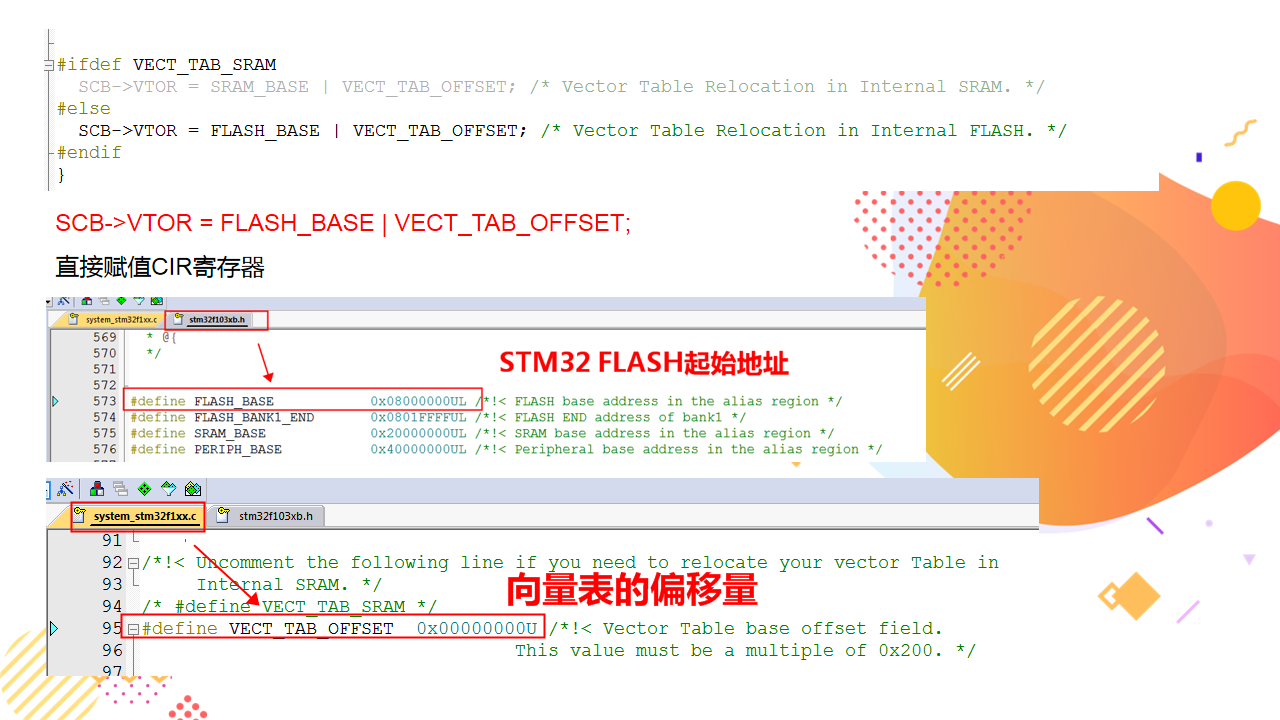 #ifdef VECT_TAB_SRAM
SCB->VTOR = SRAM_BASE | VECT_TAB_OFFSET; /* Vector Table Relocation in Internal SRAM. */
#else
SCB->VTOR = FLASH_BASE | VECT_TAB_OFFSET; /* Vector Table Relocation in Internal FLASH. */
#endif
}
SCB->VTOR = FLASH_BASE | VECT_TAB_OFFSET;
直接赋值CIR寄存器
system_stm32f1xx.c stm32f103xb.h
569 * @{
570 */
571
STM32 FLASH起始地址
572
573 #define FLASH_BASE 0x08000000UL /*!< FLASH base address in the alias region */
574 #define FLASH_BANK1_END 0x0801FFFFUL /*!< FLASH END address of bank1 */
575 #define SRAM_BASE 0x20000000UL /*!< SRAM base address in the alias region */
576 #define PERIPH_BASE 0x40000000UL /*!< Peripheral base address in the alias region */
system_stm32f1xx.c stm32f103xb.h
91
92 /*!< Uncomment the following line if you need to relocate your vector Table in
93 Internal SRAM. */
向量表的偏移量
94 /* #define VECT_TAB_SRAM */
95 #define VECT_TAB_OFFSET 0x00000000U /*!< Vector Table base offset field.
96 This value must be a multiple of 0x200. */
97